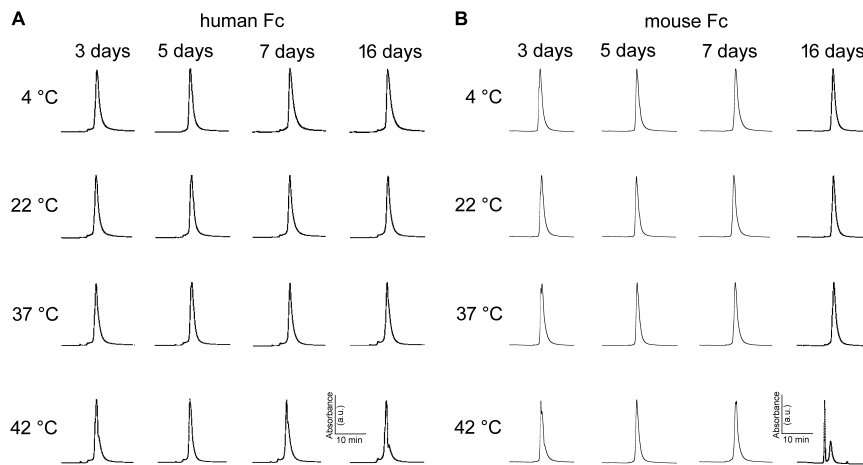 A human Fc
3 days 5 days 7 days 16 days
4 °C
22 °C
37 °C
42 °C
Absorbance
(a.u.)
10 min
B mouse Fc
3 days 5 days 7 days 16 days
4 °C
22 °C
37 °C
42 °C
Absorbance
(a.u.)
10 min